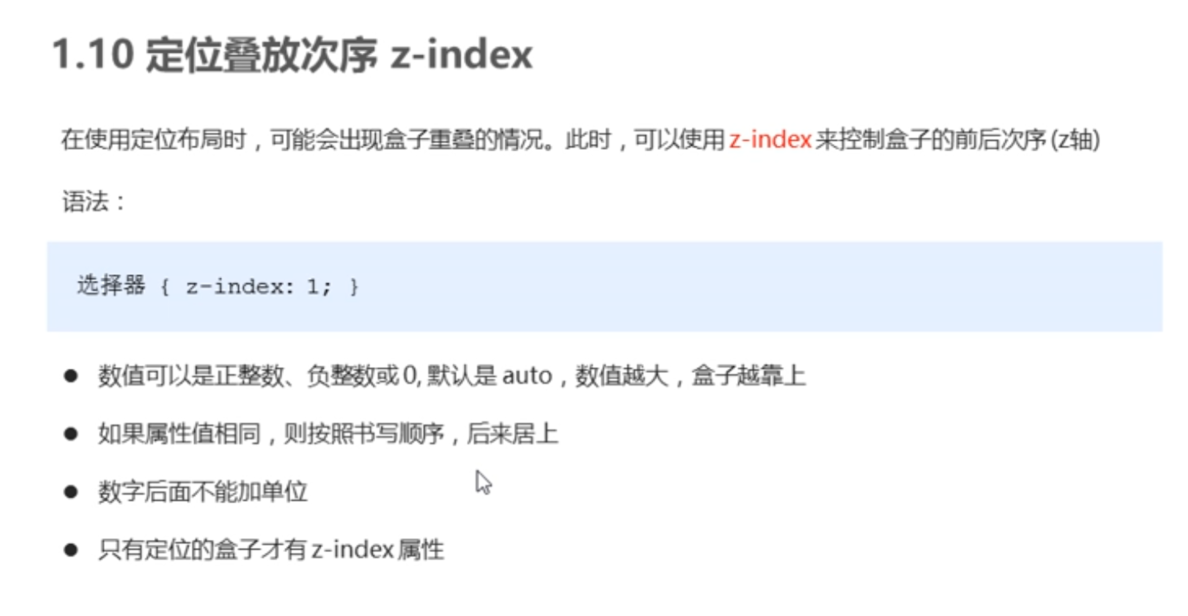 1.10 定位叠放次序 z-index
在使用定位布局时，可能会出现盒子重叠的情况。此时，可以使用 z-index 来控制盒子的前后次序 (z轴)
语法：
选择器 { z-index: 1; }
● 数值可以是正整数、负整数或 0, 默认是 auto，数值越大，盒子越靠上
● 如果属性值相同，则按照书写顺序，后来居上
● 数字后面不能加单位
● 只有定位的盒子才有 z-index 属性